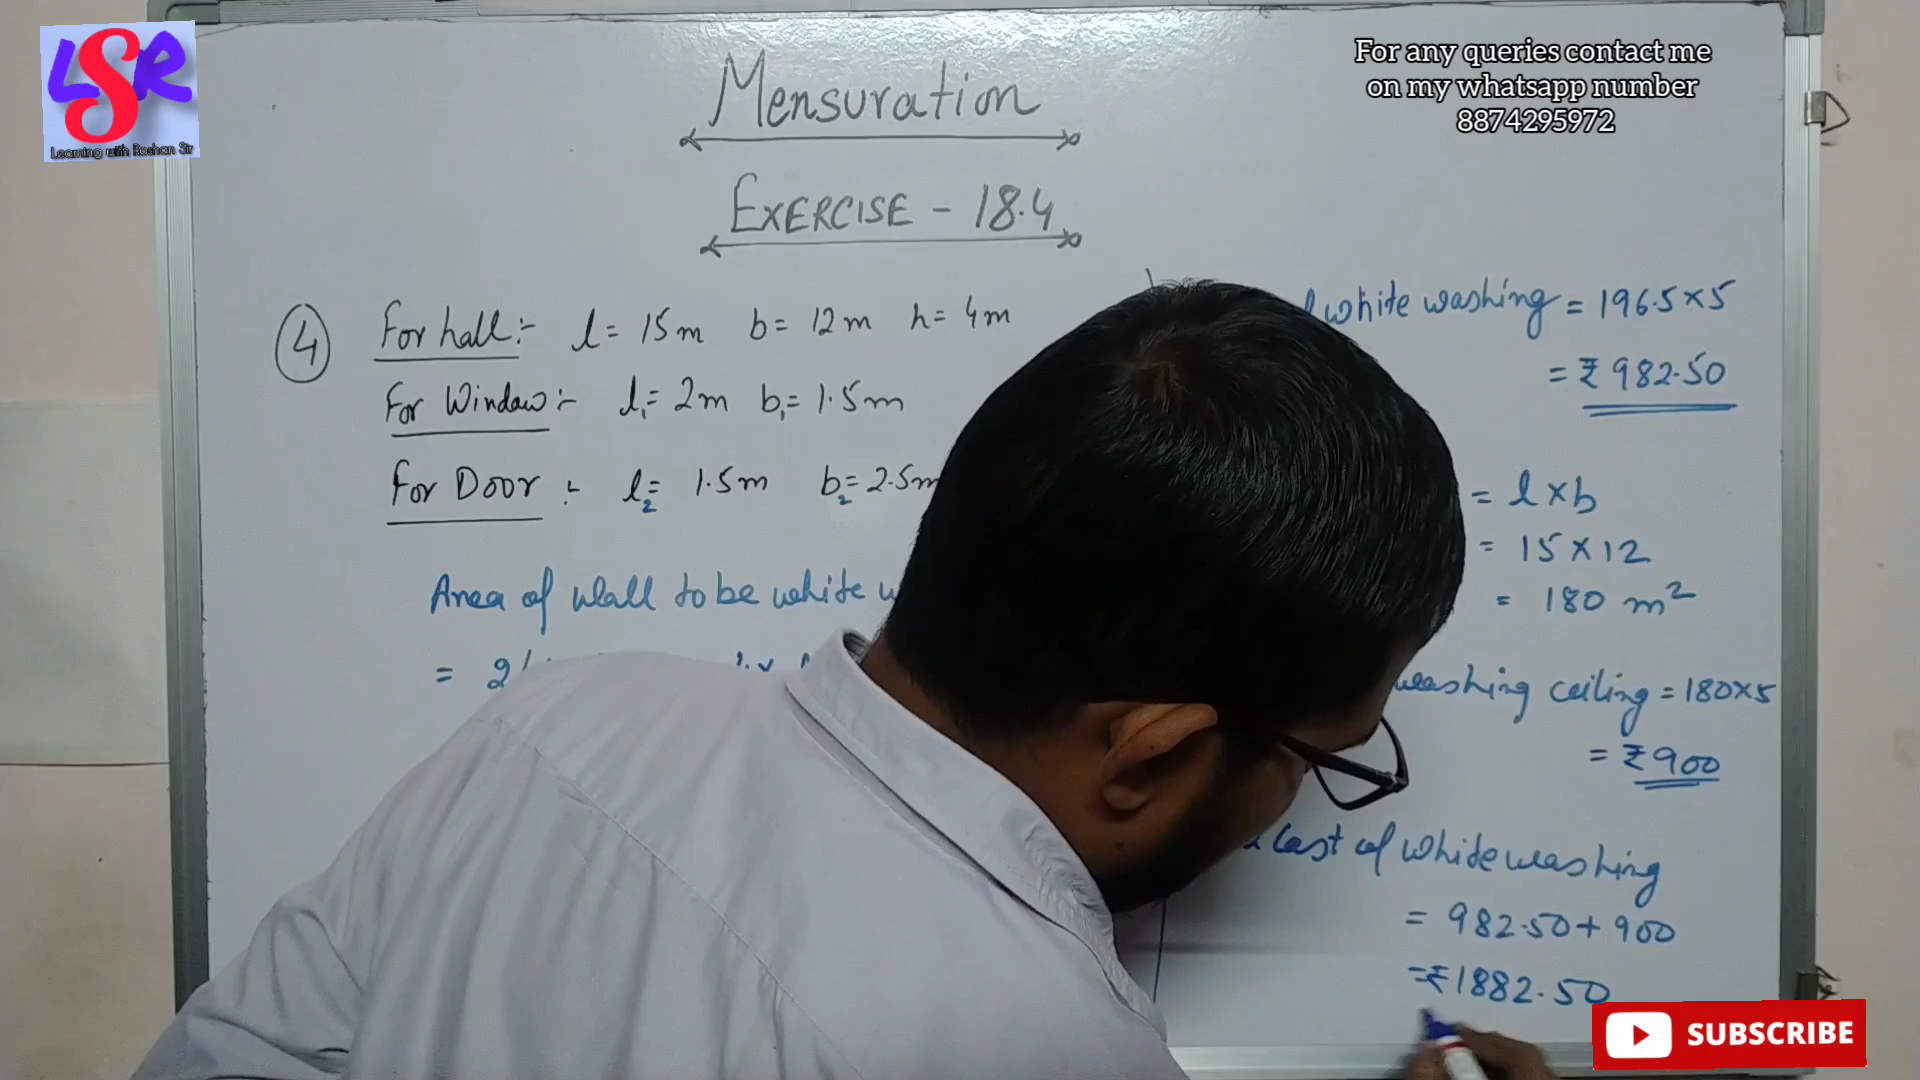 LSR
Learning with Roshan Sir
For any queries contact me
on my whatsapp number
8874295972
Mensuration
EXERCISE - 18.4
4 For hall:- l = 15m b = 12m h = 4m
For Window:- l₁= 2m b₁= 1.5m
For Door :- l₂= 1.5m b₂= 2.5m
Area of wall to be white
= 2
white washing = 196.5×5
= ₹ 982.50
= l×b
= 15×12
= 180 m²
washing ceiling = 180×5
= ₹900
Cost of whitewashing
= 982.50+ 900
=₹1882.50
SUBSCRIBE